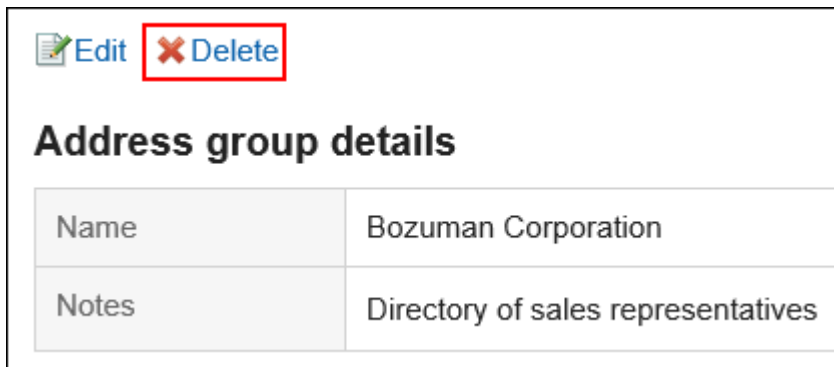 Edit Delete
Address group details
Name Bozuman Corporation
Notes Directory of sales representatives